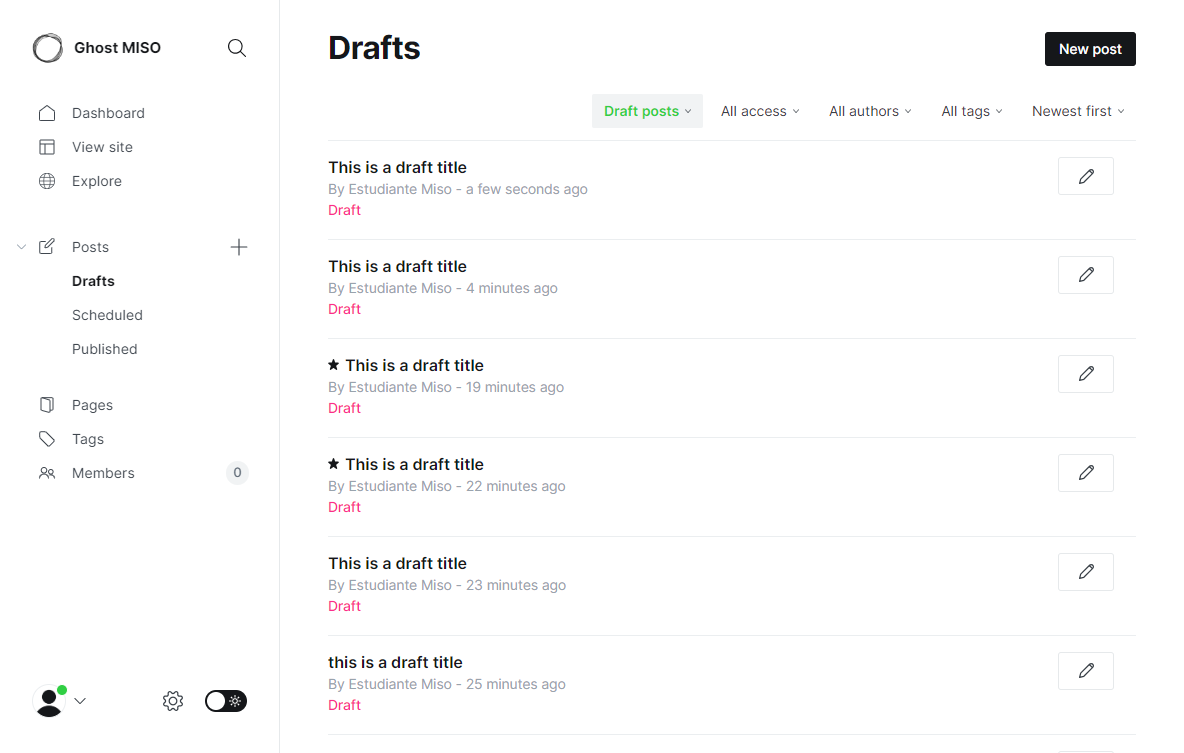 Ghost MISO
Dashboard
View site
Explore
Posts
Drafts
Scheduled
Published
Pages
Tags
Members 0
Drafts
New post
Draft posts All access All authors All tags Newest first
This is a draft title
By Estudiante Miso - a few seconds ago
Draft
This is a draft title
By Estudiante Miso - 4 minutes ago
Draft
This is a draft title
By Estudiante Miso - 19 minutes ago
Draft
This is a draft title
By Estudiante Miso - 22 minutes ago
Draft
This is a draft title
By Estudiante Miso - 23 minutes ago
Draft
this is a draft title
By Estudiante Miso - 25 minutes ago
Draft